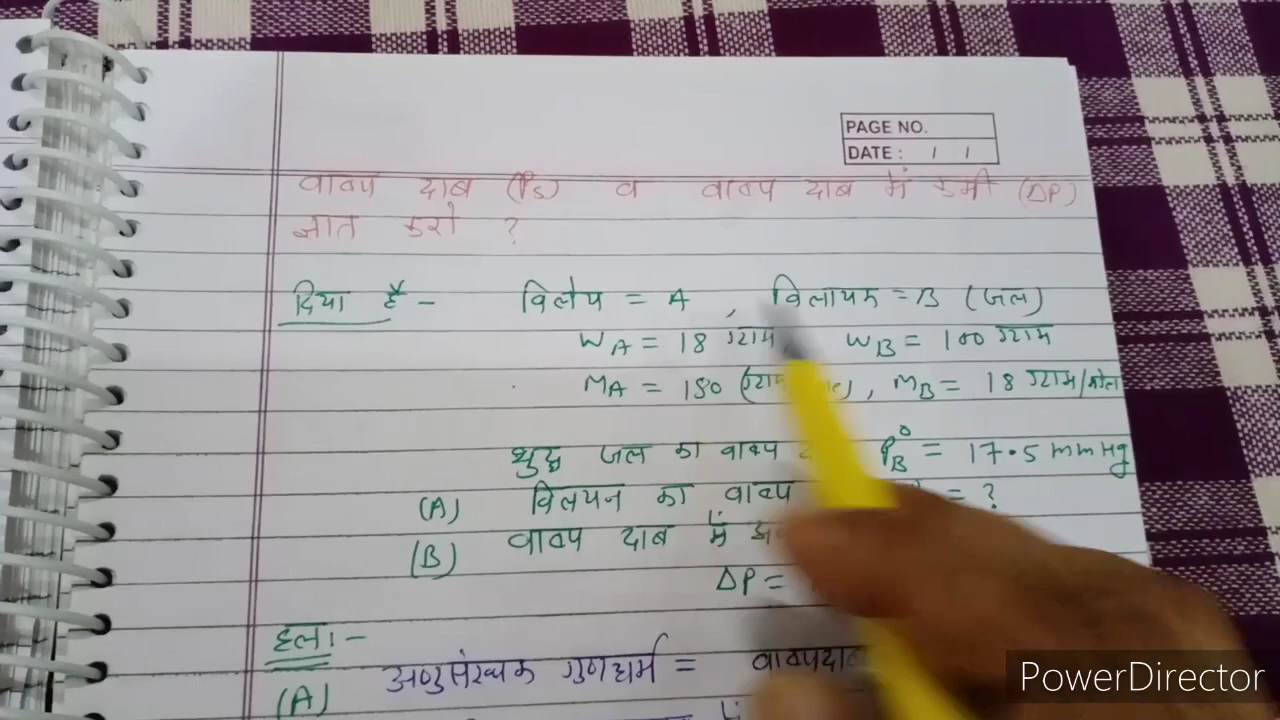 PAGE NO.
DATE : / /
वाष्प दाब (Ps) व वाष्प दाब में कमी (ΔP)
ज्ञात करो ?
दिया है - विलेय = A , विलायक = B (जल)
WA = 18 ग्राम WB = 100 ग्राम
MA = 180 , MB = 18 ग्राम/मोल
शुद्ध जल का वाष्प P°B = 17.5 mm Hg
(A) विलयन का वाष्प = ?
(B) वाष्प दाब में
ΔP =
हल :-
(A) अणुसंख्यक गुणधर्म = वाष्पदाब
PowerDirector